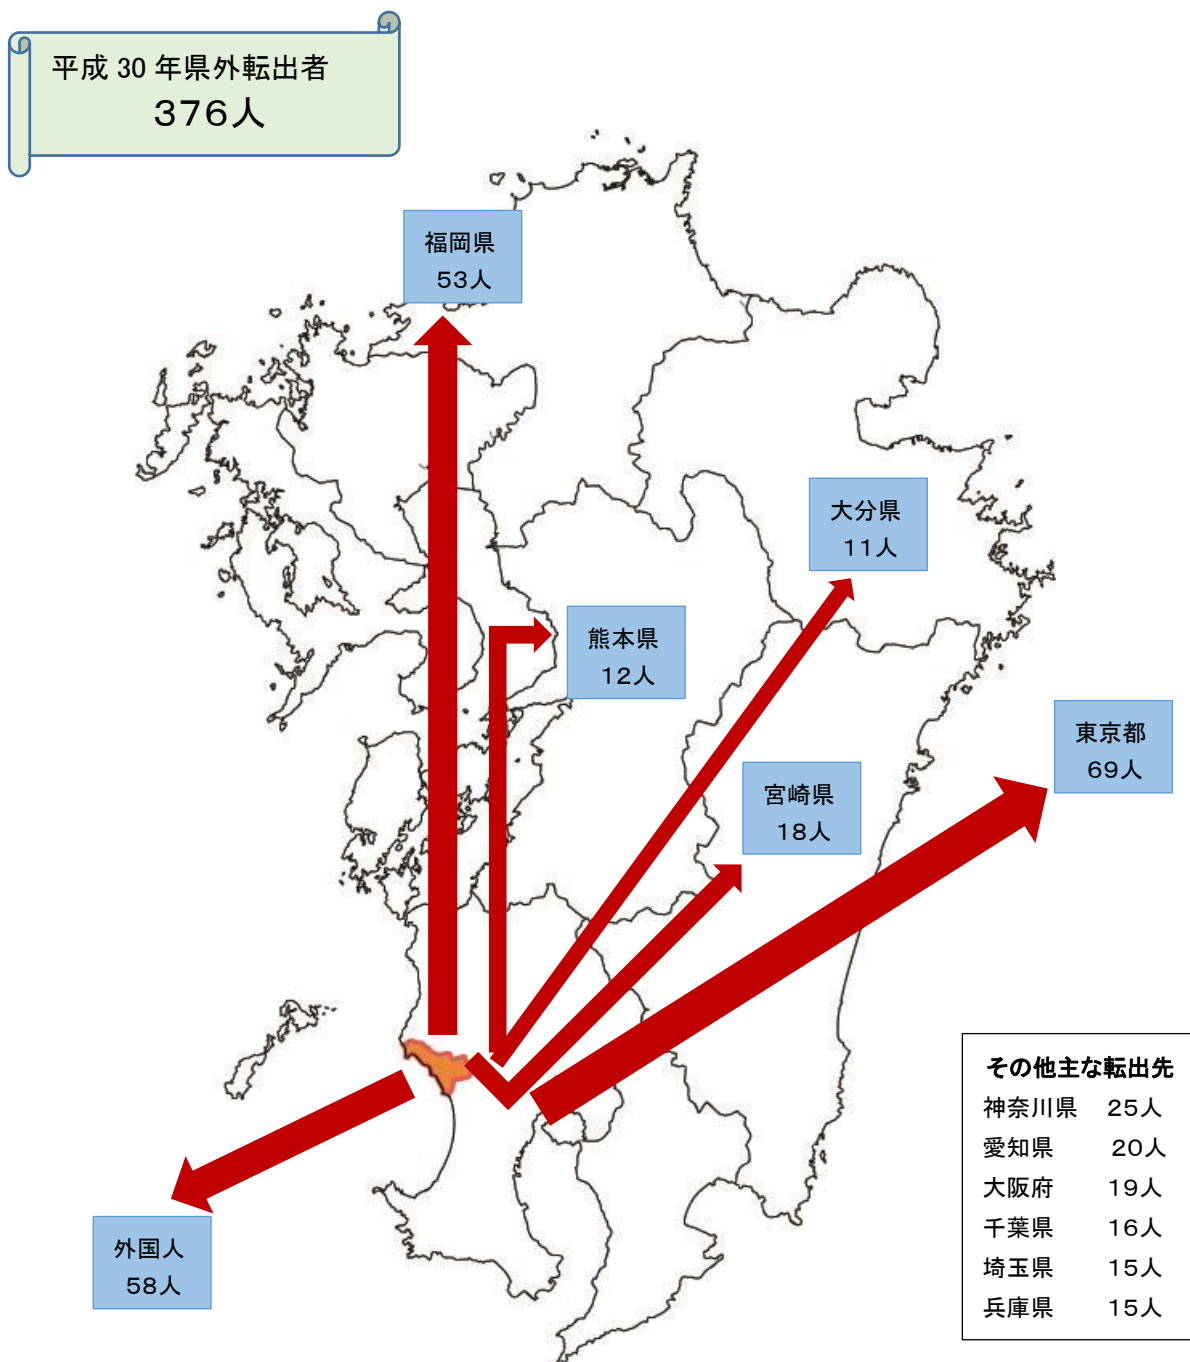 平成 30 年県外転出者
376人
福岡県
53人
大分県
11人
熊本県
12人
東京都
69人
宮崎県
18人
外国人
58人
その他主な転出先
神奈川県 25人
愛知県 20人
大阪府 19人
千葉県 16人
埼玉県 15人
兵庫県 15人